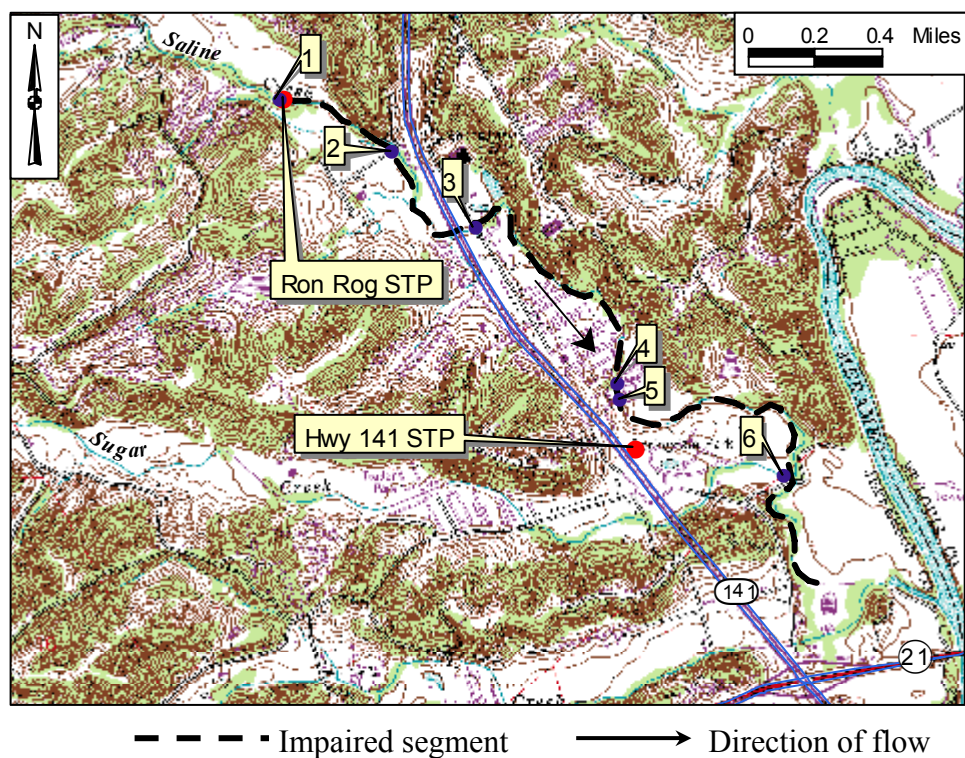 N
Saline
Creek
0 0.2 0.4 Miles
1
2
3
Ron Rog STP
4
5
Hwy 141 STP
6
Sugar
Creek
141
21
Impaired segment
Direction of flow